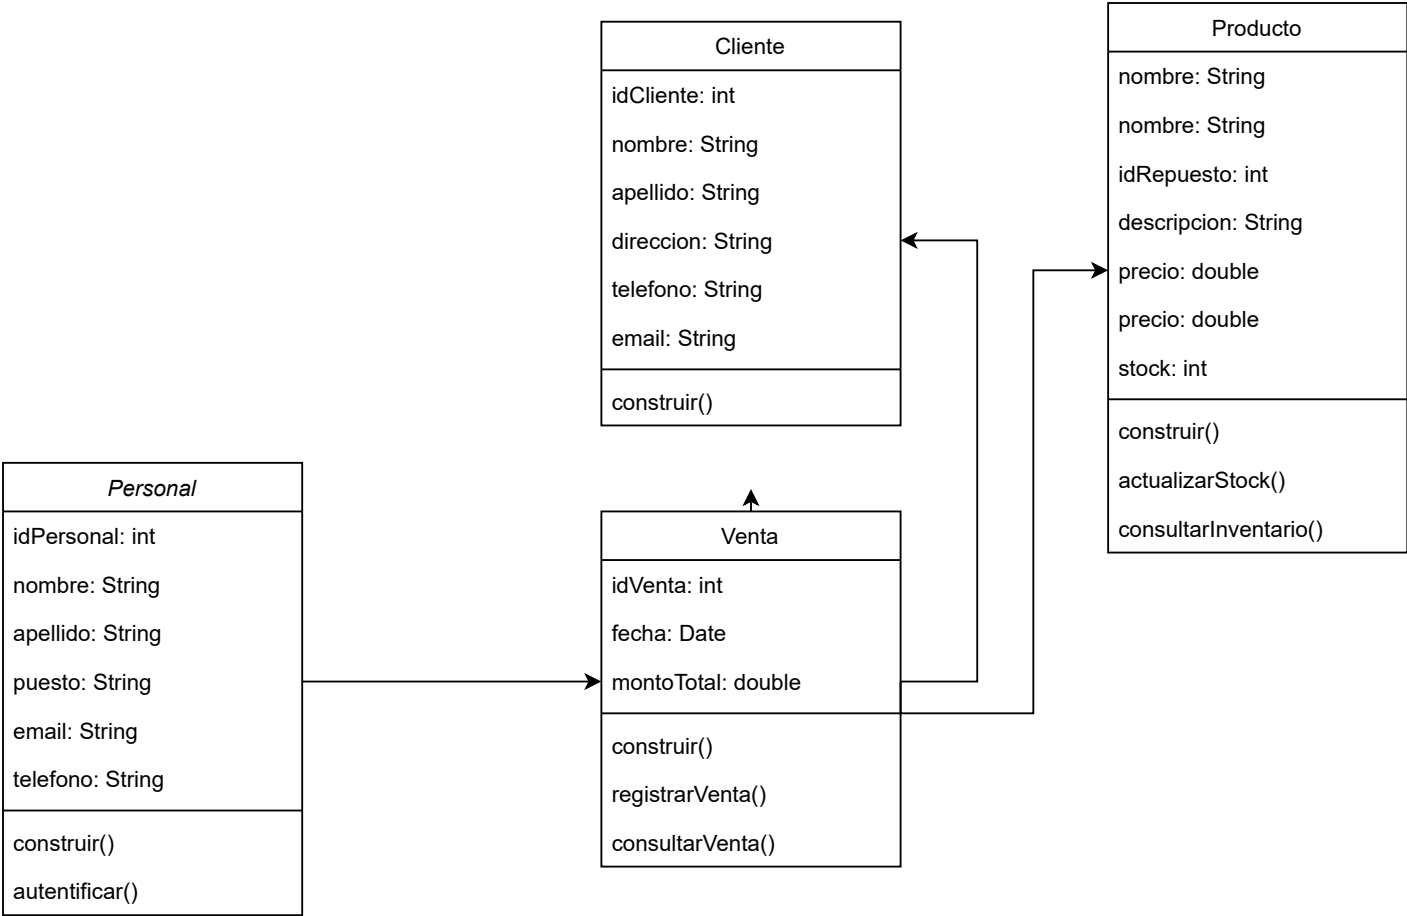 Cliente
idCliente: int
nombre: String
apellido: String
direccion: String
telefono: String
email: String
construir()
Producto
nombre: String
nombre: String
idRepuesto: int
descripcion: String
precio: double
precio: double
stock: int
construir()
actualizarStock()
consultarInventario()
Personal
idPersonal: int
nombre: String
apellido: String
puesto: String
email: String
telefono: String
construir()
autentificar()
Venta
idVenta: int
fecha: Date
montoTotal: double
construir()
registrarVenta()
consultarVenta()